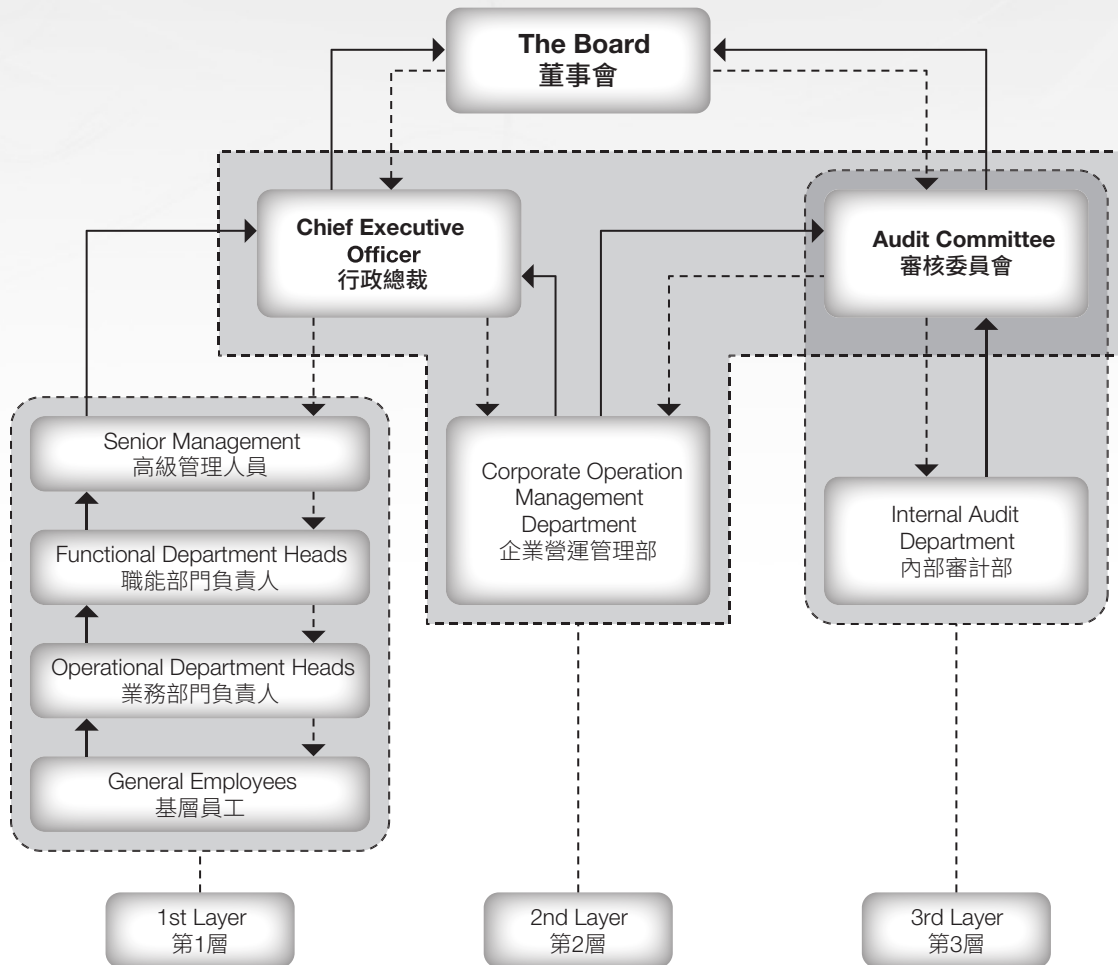 The Board
董事會
Chief Executive
Officer
行政總裁
Audit Committee
審核委員會
Senior Management
高級管理人員
Functional Department Heads
職能部門負責人
Operational Department Heads
業務部門負責人
General Employees
基層員工
Corporate Operation
Management
Department
企業營運管理部
Internal Audit
Department
內部審計部
1st Layer
第1層
2nd Layer
第2層
3rd Layer
第3層